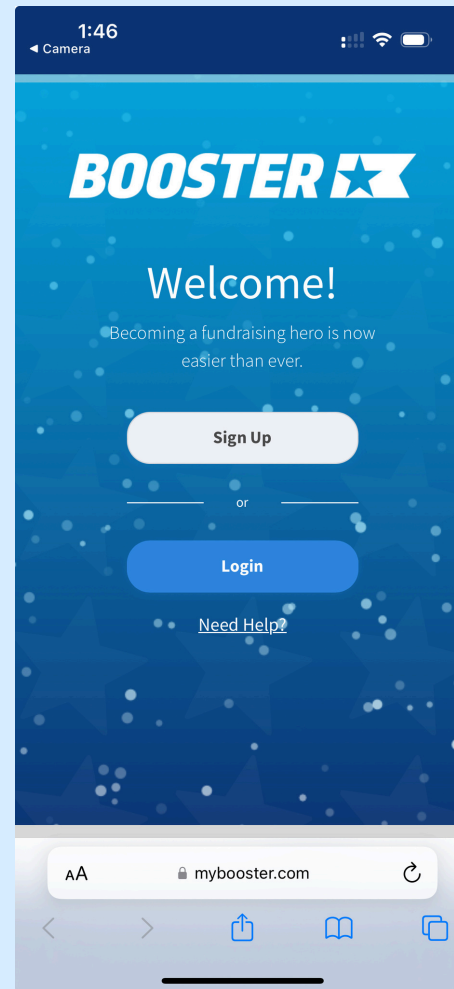 1:46
◀ Camera
BOOSTER
Welcome!
Becoming a fundraising hero is now
easier than ever.
Sign Up
or
Login
Need Help?
AA
mybooster.com